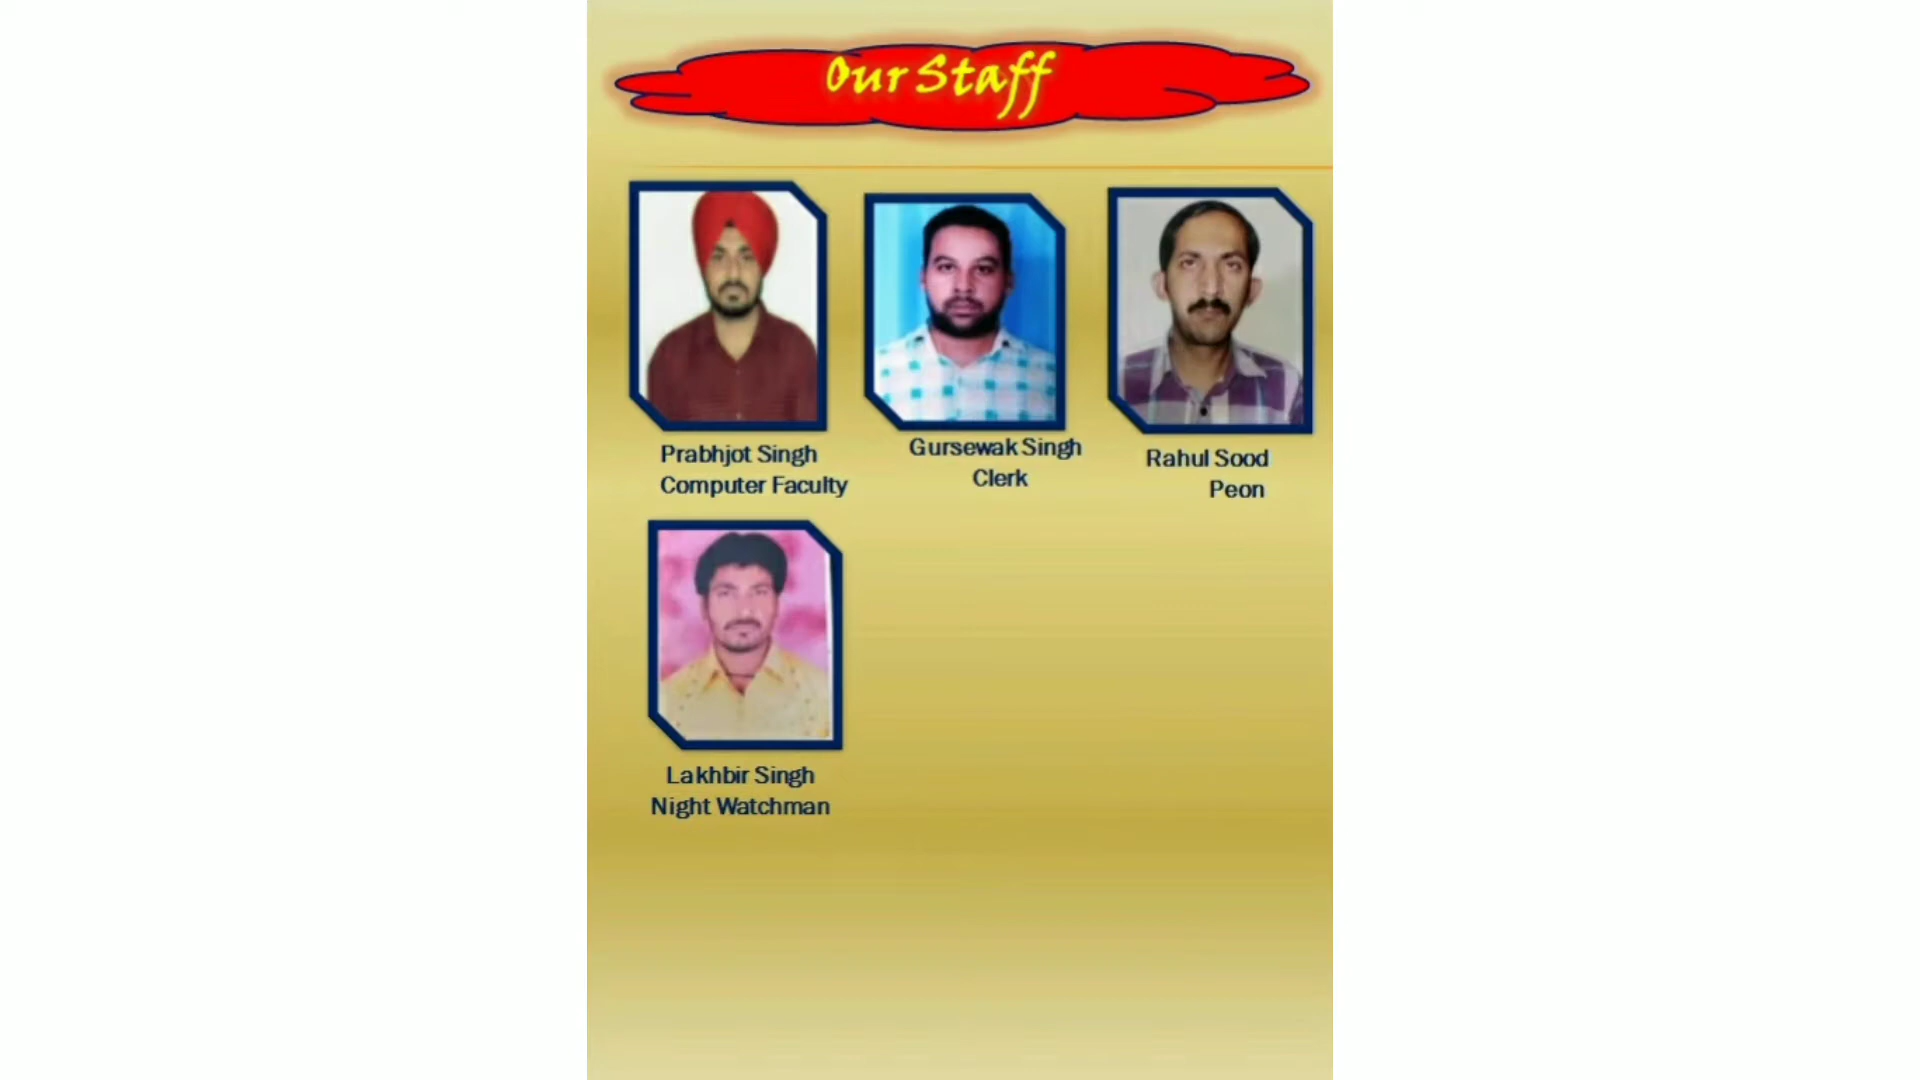 Our Staff
Prabhjot Singh
Computer Faculty
Gursewak Singh
Clerk
Rahul Sood
Peon
Lakhbir Singh
Night Watchman